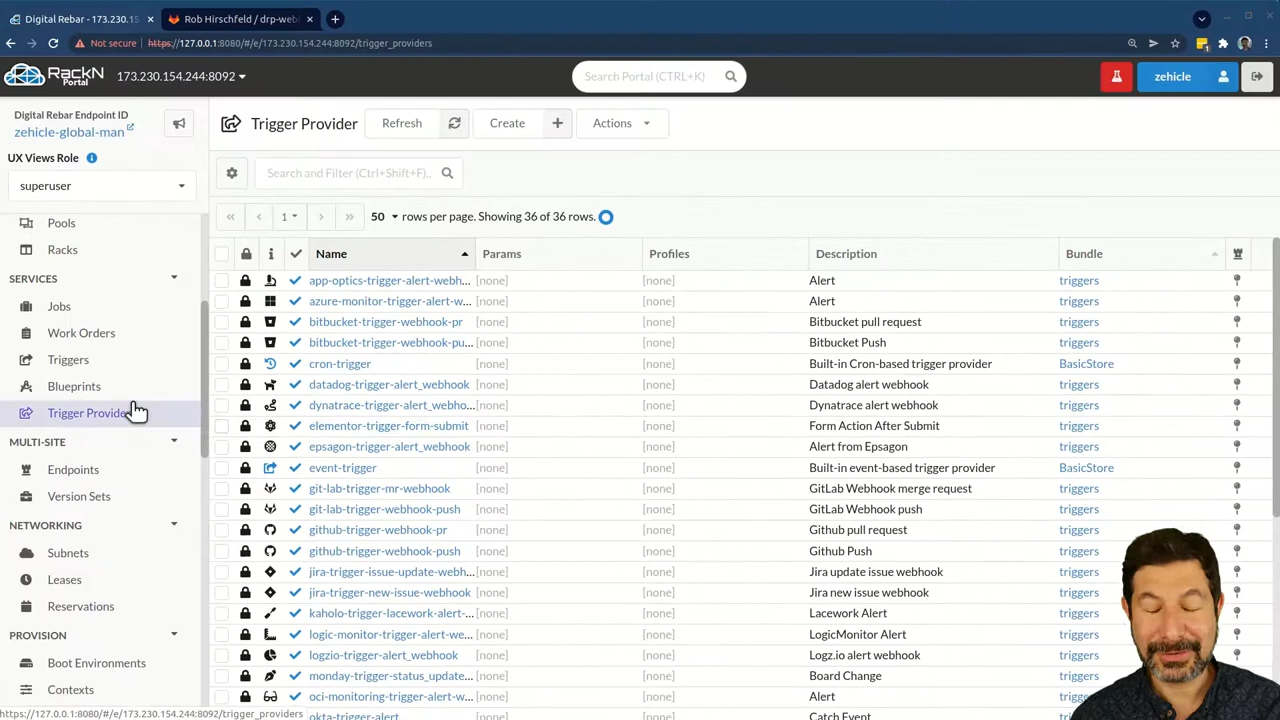 Digital Rebar - 173.230.15 × Rob Hirschfeld / drp-web × +
Not secure https://127.0.0.1:8080/#/e/173.230.154.244:8092/trigger_providers
RackN Portal 173.230.154.244:8092 Search Portal (CTRL+K) zehicle
Digital Rebar Endpoint ID
zehicle-global-man
UX Views Role
superuser
Pools
Racks
SERVICES
Jobs
Work Orders
Triggers
Blueprints
Trigger Provide
MULTI-SITE
Endpoints
Version Sets
NETWORKING
Subnets
Leases
Reservations
PROVISION
Boot Environments
Contexts
https://127.0.0.1:8080/#/e/173.230.154.244:8092/trigger_providers
Trigger Provider Refresh Create + Actions
Search and Filter (Ctrl+Shift+F)..
« ‹ 1 › » 50 rows per page. Showing 36 of 36 rows.
Name Params Profiles Description Bundle
app-optics-trigger-alert-webh... [none] [none] Alert triggers
azure-monitor-trigger-alert-w... [none] [none] Alert triggers
bitbucket-trigger-webhook-pr [none] [none] Bitbucket pull request triggers
bitbucket-trigger-webhook-pu... [none] [none] Bitbucket Push triggers
cron-trigger [none] [none] Built-in Cron-based trigger provider BasicStore
datadog-trigger-alert_webhook [none] [none] Datadog alert webhook triggers
dynatrace-trigger-alert_webho... [none] [none] Dynatrace alert webhook triggers
elementor-trigger-form-submit [none] [none] Form Action After Submit triggers
epsagon-trigger-alert_webhook [none] [none] Alert from Epsagon triggers
event-trigger [none] [none] Built-in event-based trigger provider BasicStore
git-lab-trigger-mr-webhook [none] [none] GitLab Webhook merge request triggers
git-lab-trigger-webhook-push [none] [none] GitLab Webhook push triggers
github-trigger-webhook-pr [none] [none] Github pull request triggers
github-trigger-webhook-push [none] [none] Github Push triggers
jira-trigger-issue-update-webh... [none] [none] Jira update issue webhook triggers
jira-trigger-new-issue-webhook [none] [none] Jira new issue webhook triggers
kaholo-trigger-lacework-alert-... [none] [none] Lacework Alert triggers
logic-monitor-trigger-alert-we... [none] [none] LogicMonitor Alert triggers
logzio-trigger-alert_webhook [none] [none] Logz.io alert webhook triggers
monday-trigger-status_update... [none] [none] Board Change triggers
oci-monitoring-trigger-alert-w... [none] [none] Alert triggers
okta-trigger-alert [none] [none] Catch Event triggers